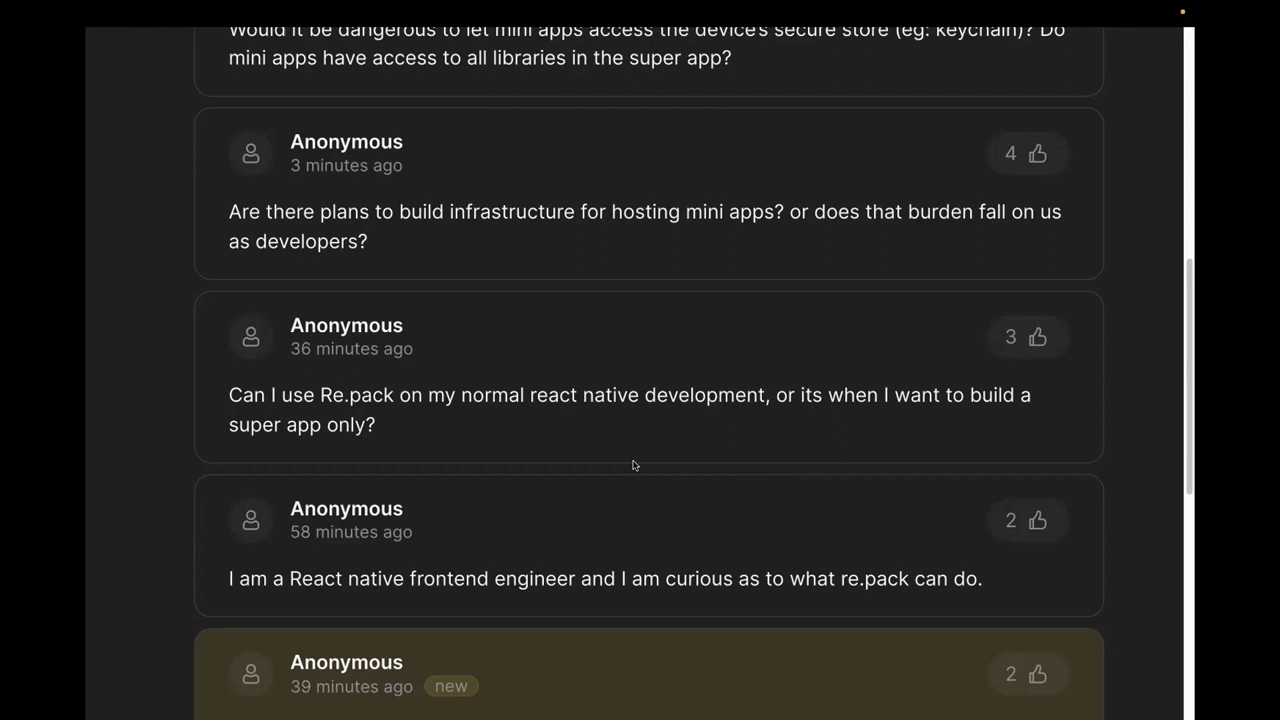 Would it be dangerous to let mini apps access the device's secure store (eg: keychain)? Do
mini apps have access to all libraries in the super app?
Anonymous
3 minutes ago
4
Are there plans to build infrastructure for hosting mini apps? or does that burden fall on us
as developers?
Anonymous
36 minutes ago
3
Can I use Re.pack on my normal react native development, or its when I want to build a
super app only?
Anonymous
58 minutes ago
2
I am a React native frontend engineer and I am curious as to what re.pack can do.
Anonymous
39 minutes ago new
2